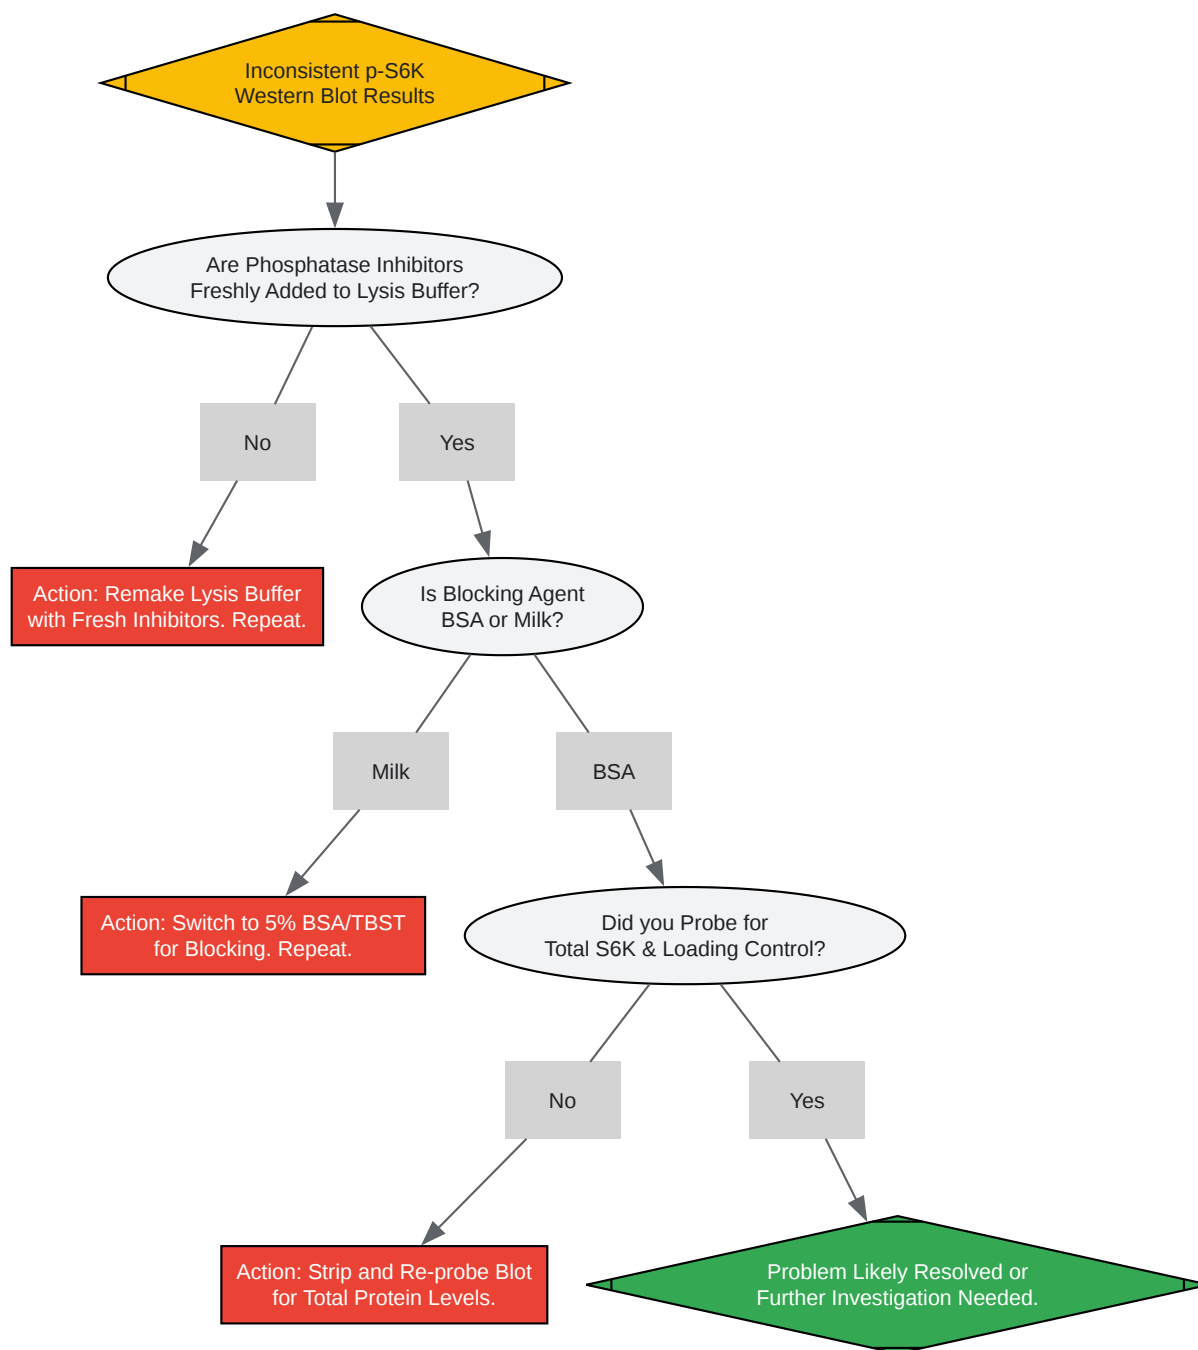 Inconsistent p-S6K
Western Blot Results
Are Phosphatase Inhibitors
Freshly Added to Lysis Buffer?
No
Yes
Action: Remake Lysis Buffer
with Fresh Inhibitors. Repeat.
Is Blocking Agent
BSA or Milk?
Milk
BSA
Action: Switch to 5% BSA/TBST
for Blocking. Repeat.
Did you Probe for
Total S6K & Loading Control?
No
Yes
Action: Strip and Re-probe Blot
for Total Protein Levels.
Problem Likely Resolved or
Further Investigation Needed.